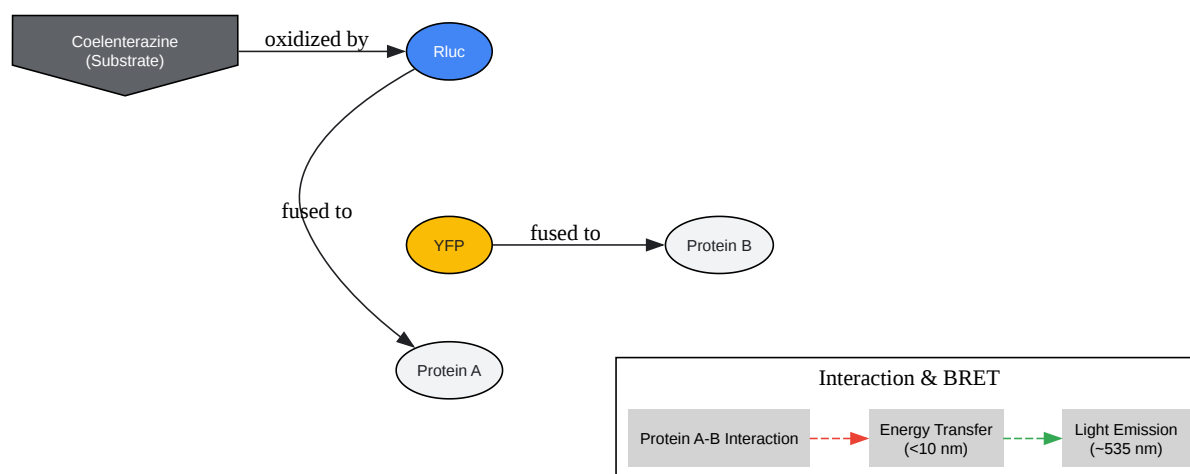 Coelenterazine
(Substrate)
oxidized by
Rluc
fused to
YFP
fused to
Protein B
Protein A
Interaction & BRET
Protein A-B Interaction
Energy Transfer
(<10 nm)
Light Emission
(~535 nm)